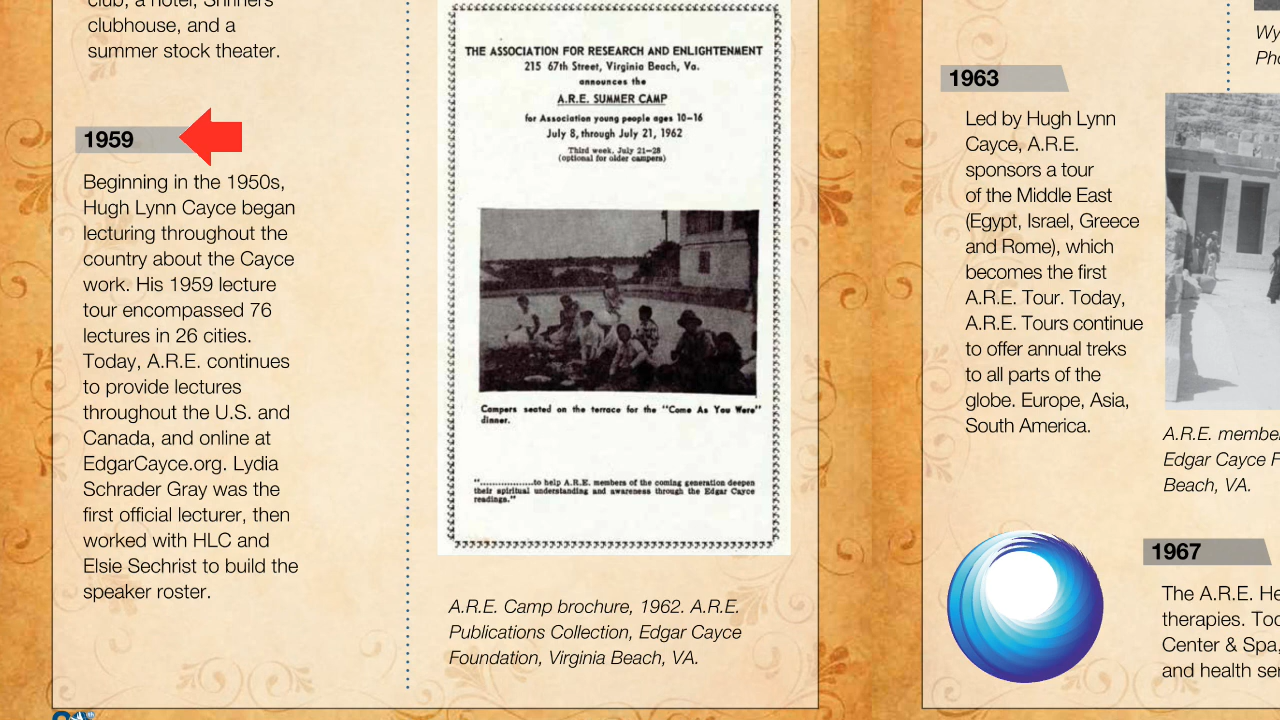 club, a hotel, Shriners
clubhouse, and a
summer stock theater.
1959
Beginning in the 1950s,
Hugh Lynn Cayce began
lecturing throughout the
country about the Cayce
work. His 1959 lecture
tour encompassed 76
lectures in 26 cities.
Today, A.R.E. continues
to provide lectures
throughout the U.S. and
Canada, and online at
EdgarCayce.org. Lydia
Schrader Gray was the
first official lecturer, then
worked with HLC and
Elsie Sechrist to build the
speaker roster.
THE ASSOCIATION FOR RESEARCH AND ENLIGHTENMENT
215 67th Street, Virginia Beach, Va.
announces the
A.R.E. SUMMER CAMP
for Association young people ages 10–16
July 8, through July 21, 1962
Third week, July 21–28
(optional for older campers)
Campers seated on the terrace for the "Come As You Were"
dinner.
"..................to help A.R.E. members of the coming generation deepen
their spiritual understanding and awareness through the Edgar Cayce
readings."
A.R.E. Camp brochure, 1962. A.R.E.
Publications Collection, Edgar Cayce
Foundation, Virginia Beach, VA.
1963
Led by Hugh Lynn
Cayce, A.R.E.
sponsors a tour
of the Middle East
(Egypt, Israel, Greece
and Rome), which
becomes the first
A.R.E. Tour. Today,
A.R.E. Tours continue
to offer annual treks
to all parts of the
globe. Europe, Asia,
South America.
A.R.E. membe
Edgar Cayce F
Beach, VA.
1967
The A.R.E. He
therapies. Tod
Center & Spa,
and health ser